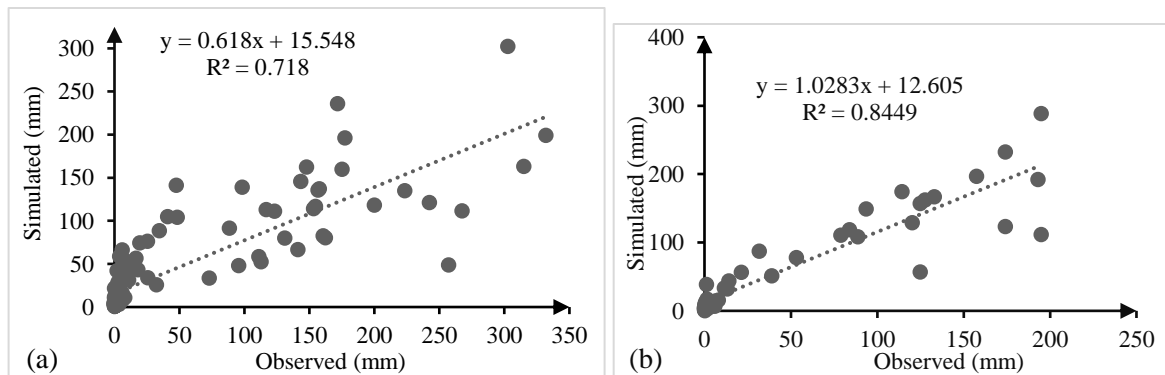 y = 0.618x + 15.548
R² = 0.718
300
250
200
150
100
50
0
Simulated (mm)
0 50 100 150 200 250 300 350
Observed (mm)
(a)
y = 1.0283x + 12.605
R² = 0.8449
400
300
200
100
0
Simulated (mm)
0 50 100 150 200 250
Observed (mm)
(b)